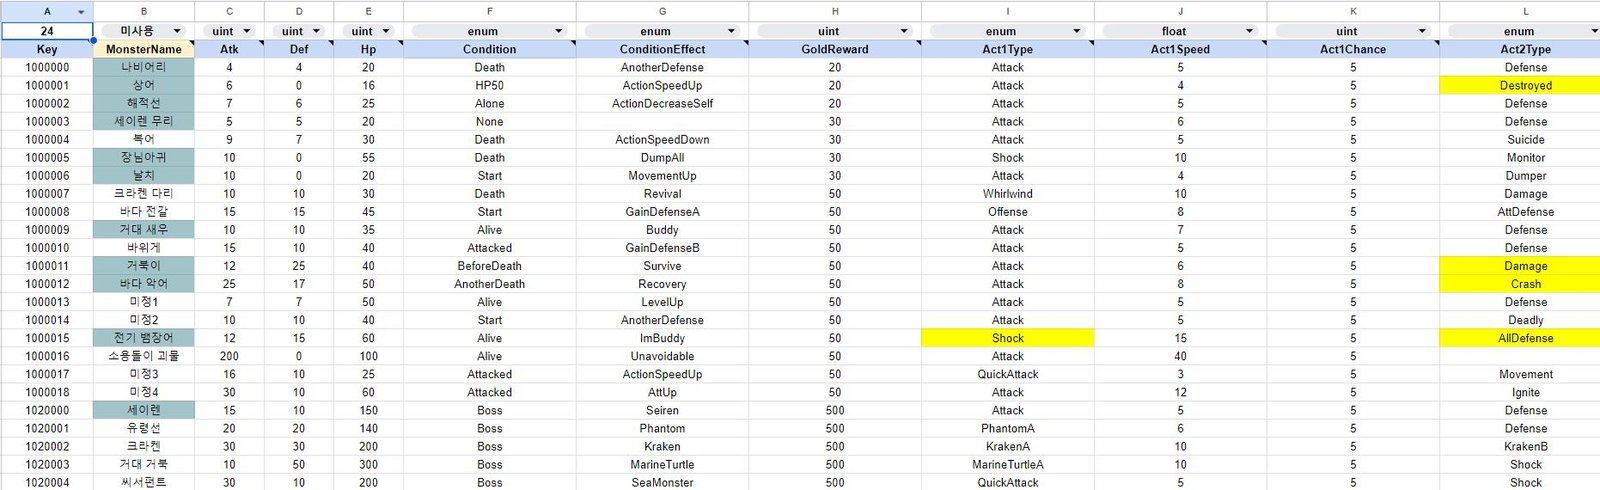 A B C D E F G H I J K L
24 미사용 uint uint uint enum enum uint enum float uint enum
Key MonsterName Atk Def Hp Condition ConditionEffect GoldReward Act1Type Act1Speed Act1Chance Act2Type
1000000 나비어리 4 4 20 Death AnotherDefense 20 Attack 5 5 Defense
1000001 상어 6 0 16 HP50 ActionSpeedUp 20 Attack 4 5 Destroyed
1000002 해적선 7 6 25 Alone ActionDecreaseSelf 20 Attack 5 5 Defense
1000003 세이렌 무리 5 5 20 None 30 Attack 6 5 Defense
1000004 복어 9 7 30 Death ActionSpeedDown 30 Attack 5 5 Suicide
1000005 장님아귀 10 0 55 Death DumpAll 30 Shock 10 5 Monitor
1000006 날치 10 0 20 Start MovementUp 30 Attack 4 5 Dumper
1000007 크라켄 다리 10 10 30 Death Revival 50 Whirlwind 10 5 Damage
1000008 바다 전갈 15 15 45 Start GainDefenseA 50 Offense 8 5 AttDefense
1000009 거대 새우 10 10 35 Alive Buddy 50 Attack 7 5 Defense
1000010 바위게 15 10 40 Attacked GainDefenseB 50 Attack 5 5 Defense
1000011 거북이 12 25 40 BeforeDeath Survive 50 Attack 6 5 Damage
1000012 바다 악어 25 17 50 AnotherDeath Recovery 50 Attack 8 5 Crash
1000013 미정1 7 7 50 Alive LevelUp 50 Attack 5 5 Defense
1000014 미정2 10 10 40 Start AnotherDefense 50 Attack 5 5 Deadly
1000015 전기 뱀장어 12 15 60 Alive ImBuddy 50 Shock 15 5 AllDefense
1000016 소용돌이 괴물 200 0 100 Alive Unavoidable 50 Attack 40 5
1000017 미정3 16 10 25 Attacked ActionSpeedUp 50 QuickAttack 3 5 Movement
1000018 미정4 30 10 60 Attacked AttUp 50 Attack 12 5 Ignite
1020000 세이렌 15 10 150 Boss Seiren 500 Attack 5 5 Defense
1020001 유령선 20 20 140 Boss Phantom 500 PhantomA 6 5 Defense
1020002 크라켄 30 30 200 Boss Kraken 500 KrakenA 10 5 KrakenB
1020003 거대 거북 10 50 300 Boss MarineTurtle 500 MarineTurtleA 10 5 Shock
1020004 씨서펀트 30 10 200 Boss SeaMonster 500 QuickAttack 5 5 Shock